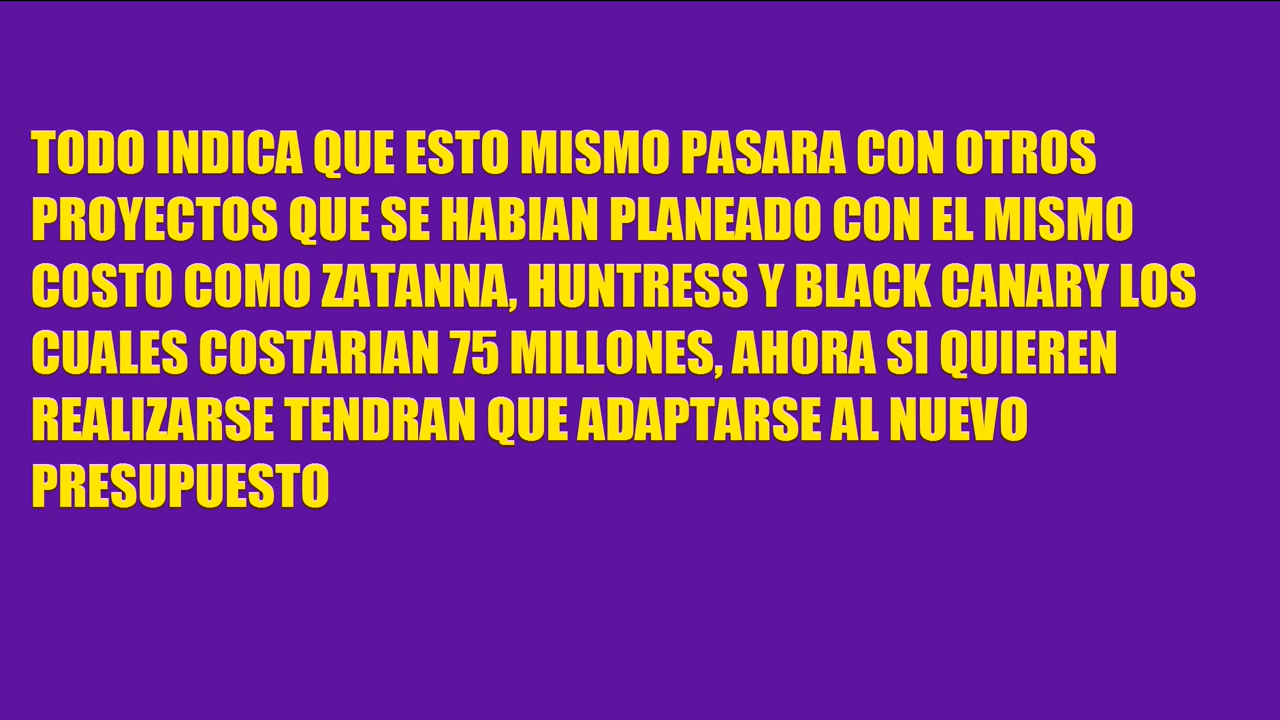 TODO INDICA QUE ESTO MISMO PASARA CON OTROS
PROYECTOS QUE SE HABIAN PLANEADO CON EL MISMO
COSTO COMO ZATANNA, HUNTRESS Y BLACK CANARY LOS
CUALES COSTARIAN 75 MILLONES, AHORA SI QUIEREN
REALIZARSE TENDRAN QUE ADAPTARSE AL NUEVO
PRESUPUESTO